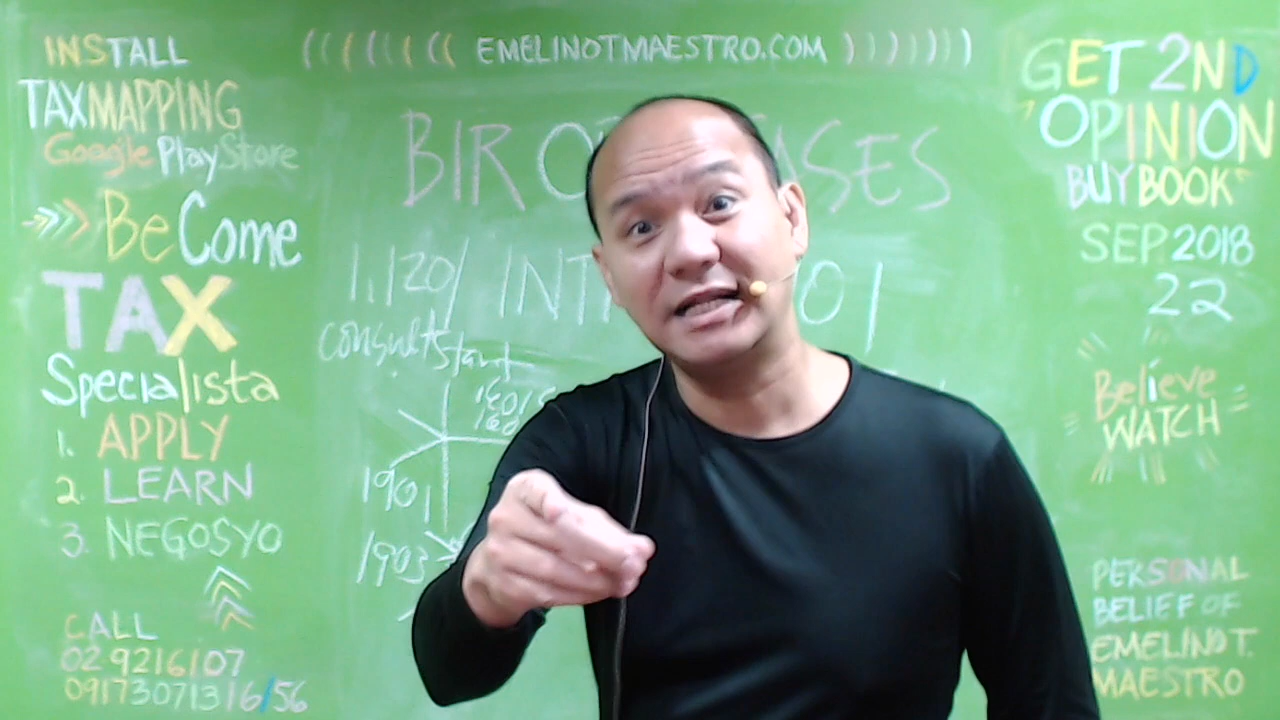 INSTALL
TAXMAPPING
Google PlayStore
BeCome
TAX
Specialista
1. APPLY
2. LEARN
3. NEGOSYO
CALL
02 9216107
09173071316/56
((((((( EMELINOTMAESTRO.COM )))))))
BIR
1,120/
consultstant
1901
1903
GET 2ND
OPINION
BUY BOOK
SEP 2018
22
Believe
WATCH
PERSONAL
BELIEF OF
EMELINO T.
MAESTRO